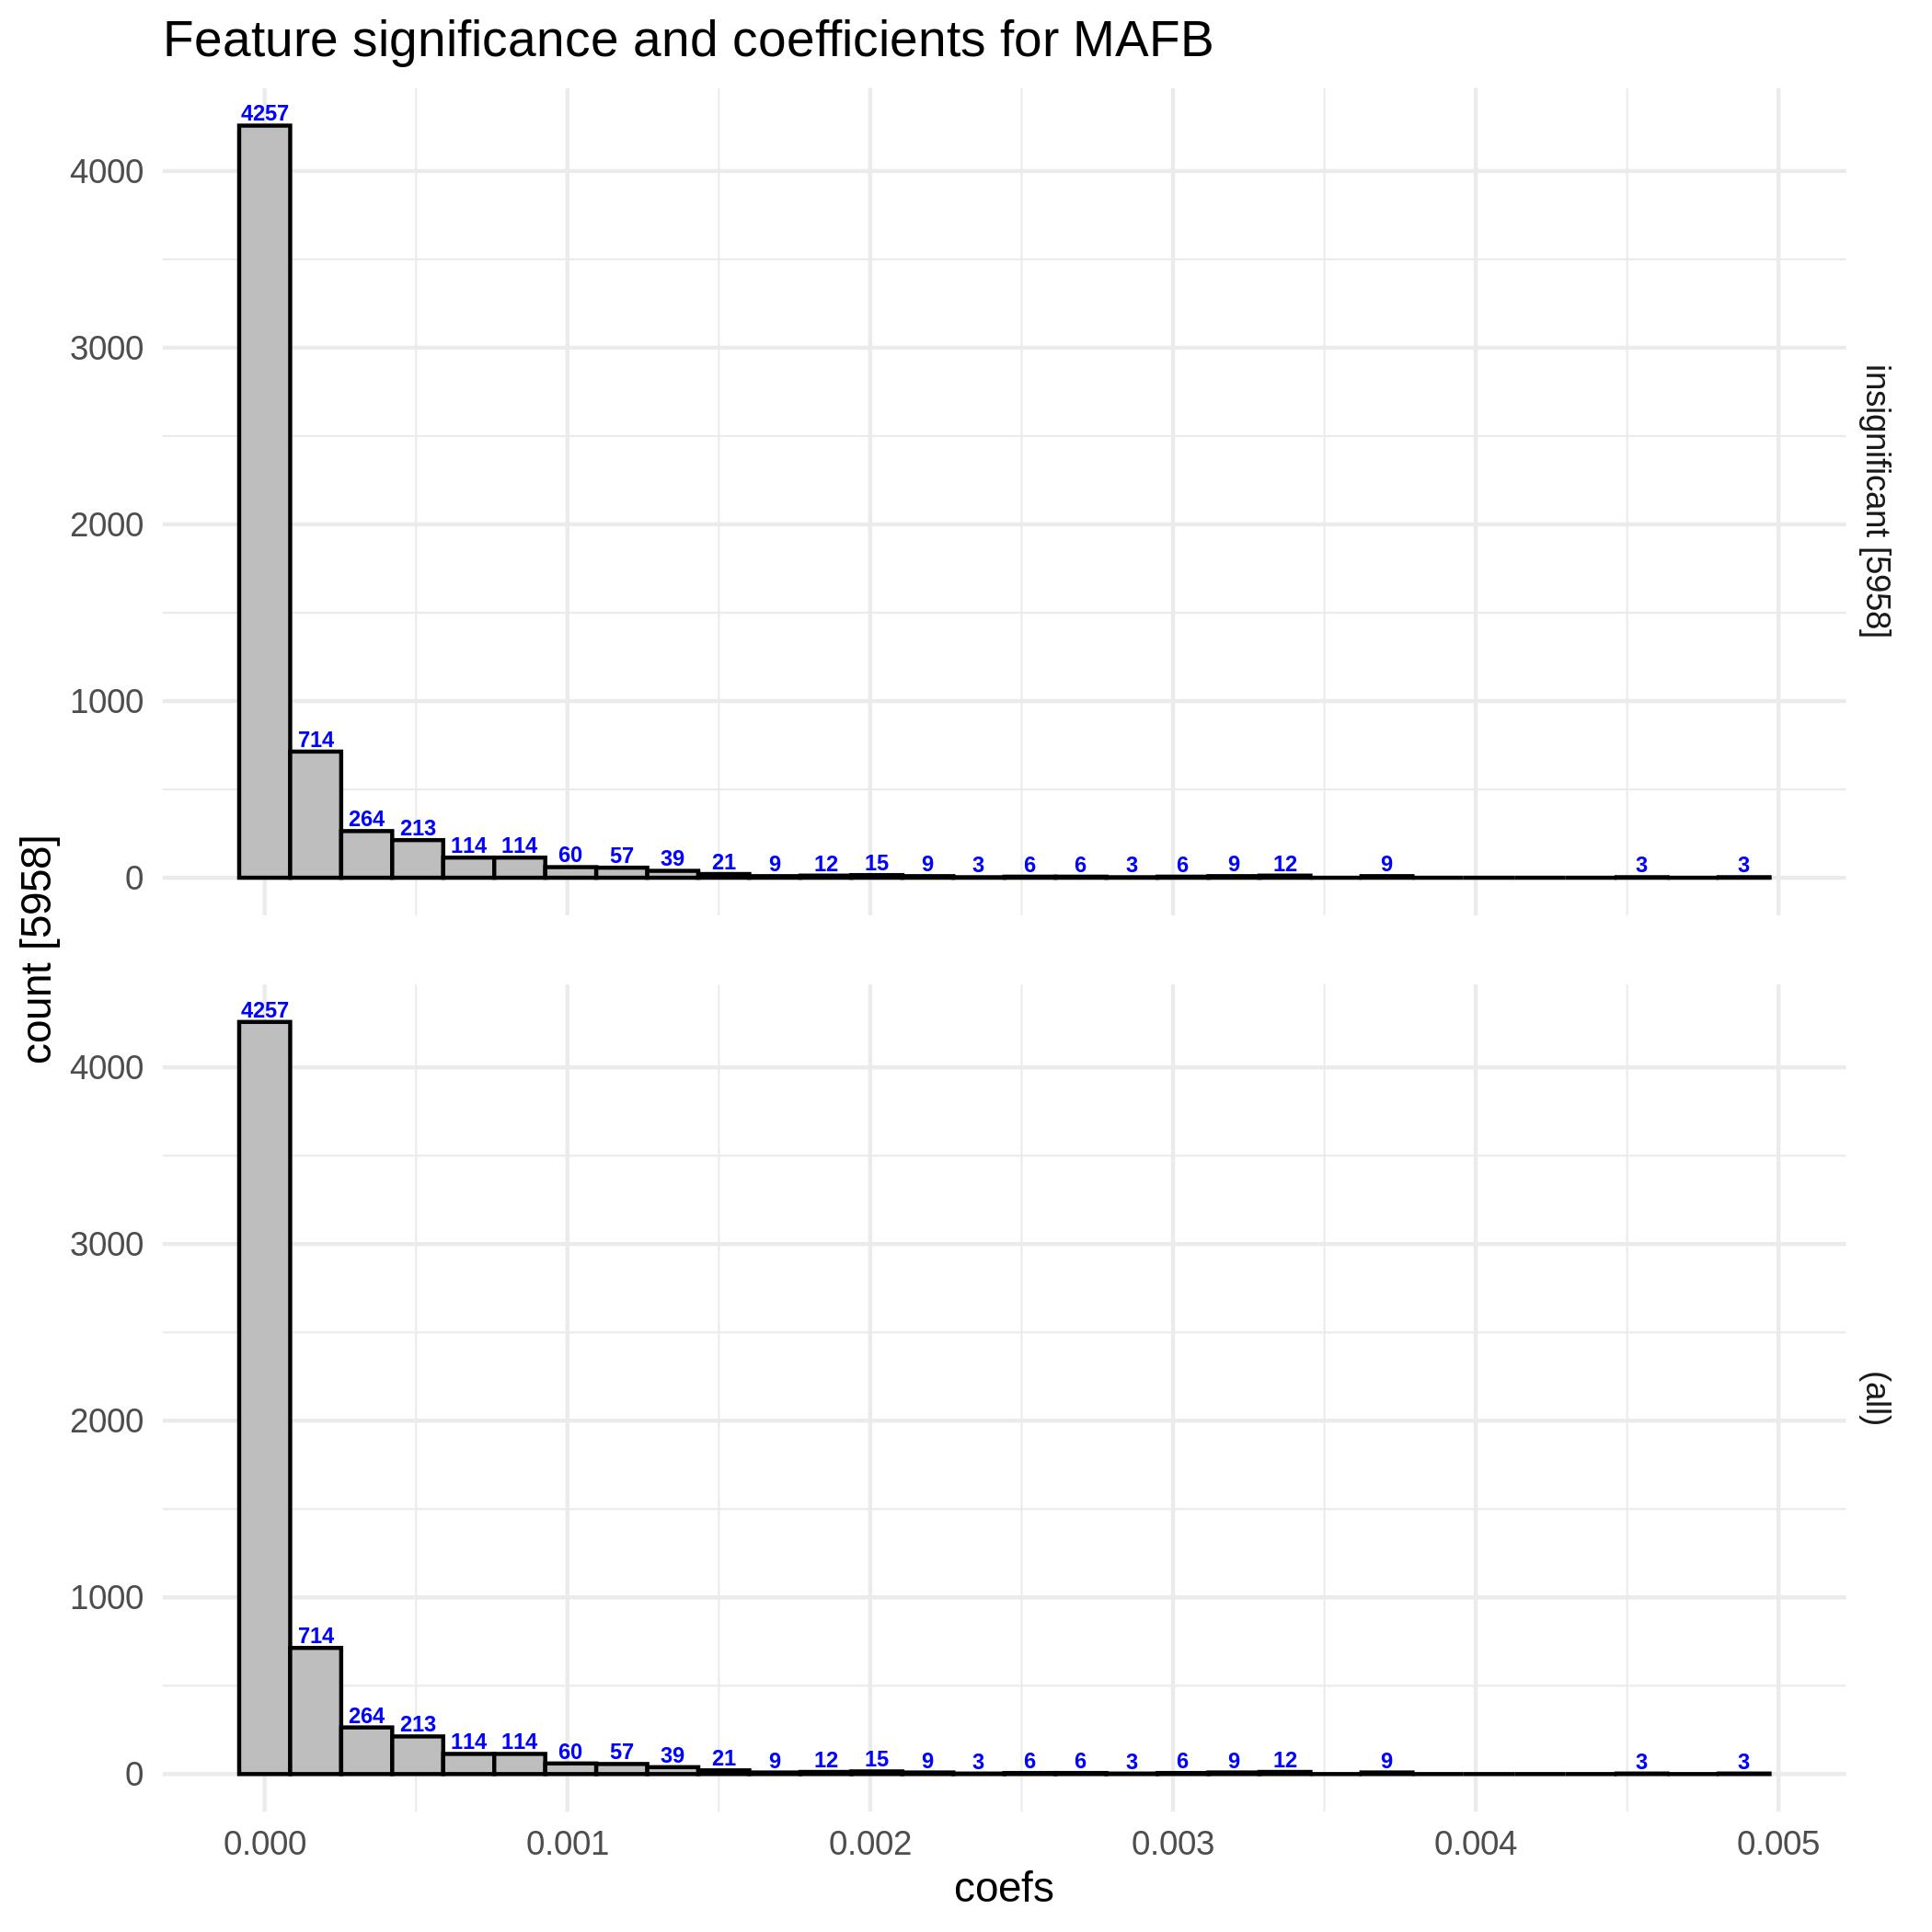 Feature significance and coefficients for MAFB
count [5958]
4257
4000
3000
2000
1000
0
714 264 213 114 114 60 57 39 21 9 12 15 9 3 6 6 3 6 9 12 9 3 3
insignificant [5958]
4257
4000
3000
2000
1000
0
714 264 213 114 114 60 57 39 21 9 12 15 9 3 6 6 3 6 9 12 9 3 3
(all)
0.000 0.001 0.002 0.003 0.004 0.005
coefs